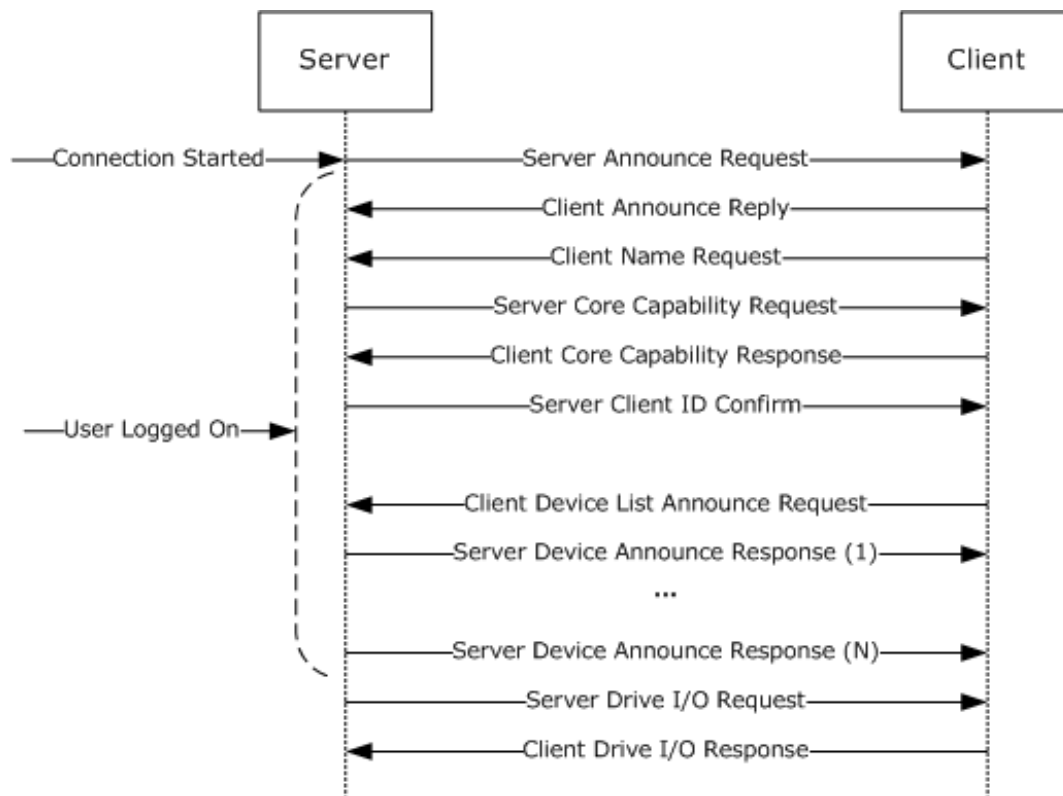 Server
Client
Connection Started
Server Announce Request
Client Announce Reply
Client Name Request
Server Core Capability Request
Client Core Capability Response
Server Client ID Confirm
User Logged On
Client Device List Announce Request
Server Device Announce Response (1)
...
Server Device Announce Response (N)
Server Drive I/O Request
Client Drive I/O Response